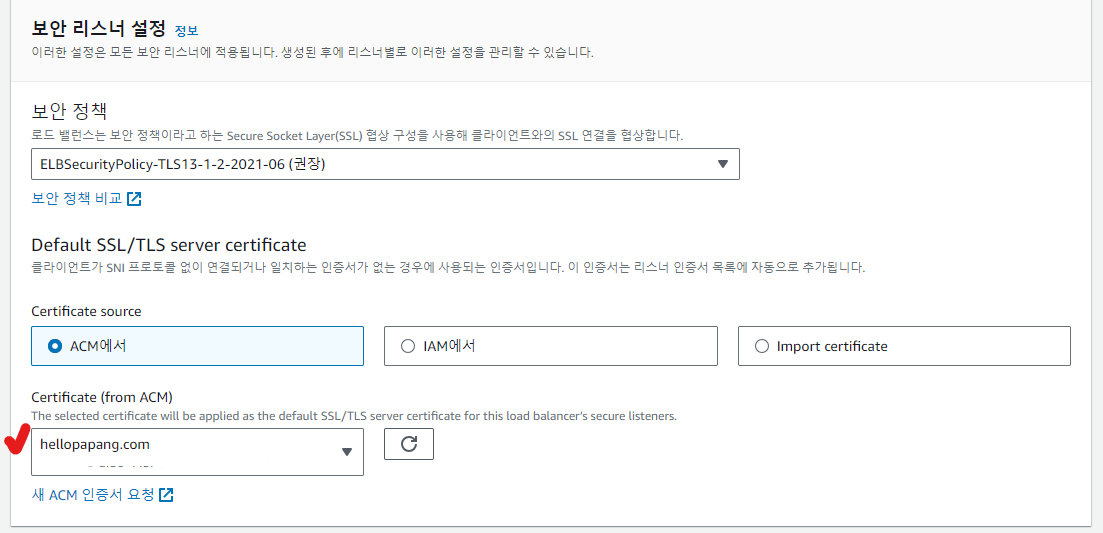 보안 리스너 설정 정보
이러한 설정은 모든 보안 리스너에 적용됩니다. 생성된 후에 리스너별로 이러한 설정을 관리할 수 있습니다.
보안 정책
로드 밸런스는 보안 정책이라고 하는 Secure Socket Layer(SSL) 협상 구성을 사용해 클라이언트와의 SSL 연결을 협상합니다.
ELBSecurityPolicy-TLS13-1-2-2021-06 (권장)
보안 정책 비교
Default SSL/TLS server certificate
클라이언트가 SNI 프로토콜 없이 연결되거나 일치하는 인증서가 없는 경우에 사용되는 인증서입니다. 이 인증서는 리스너 인증서 목록에 자동으로 추가됩니다.
Certificate source
ACM에서 IAM에서 Import certificate
Certificate (from ACM)
The selected certificate will be applied as the default SSL/TLS server certificate for this load balancer's secure listeners.
hellopapang.com
새 ACM 인증서 요청